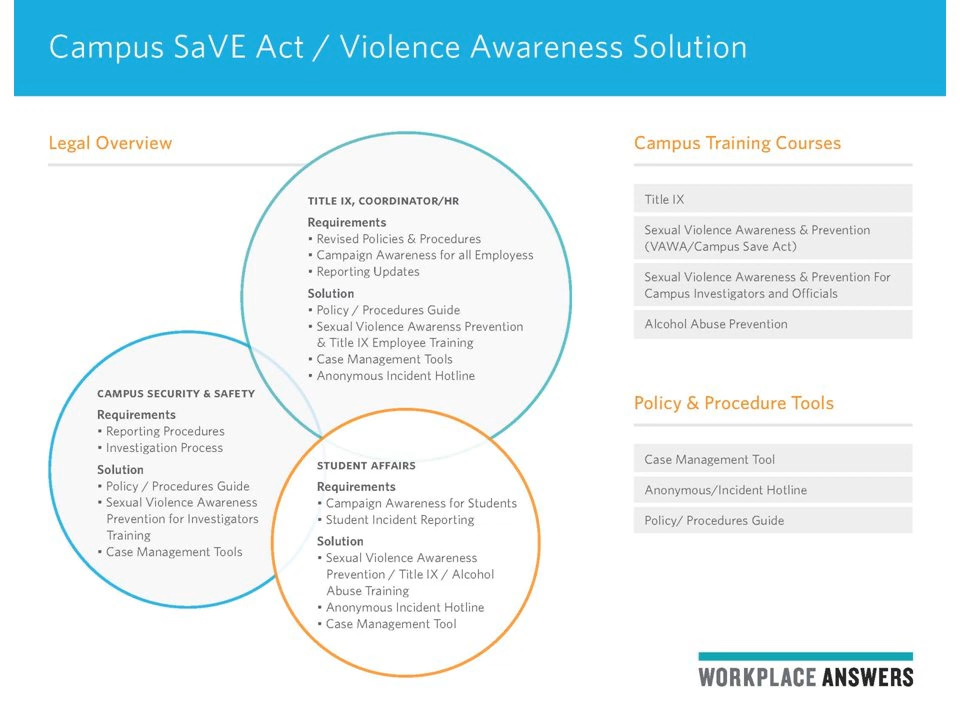 Campus SaVE Act / Violence Awareness Solution
Legal Overview
TITLE IX, COORDINATOR/HR
Requirements
• Revised Policies & Procedures
• Campaign Awareness for all Employess
• Reporting Updates
Solution
• Policy / Procedures Guide
• Sexual Violence Awarenss Prevention
& Title IX Employee Training
• Case Management Tools
• Anonymous Incident Hotline
CAMPUS SECURITY & SAFETY
Requirements
• Reporting Procedures
• Investigation Process
Solution
• Policy / Procedures Guide
• Sexual Violence Awareness
Prevention for Investigators
Training
• Case Management Tools
STUDENT AFFAIRS
Requirements
• Campaign Awareness for Students
• Student Incident Reporting
Solution
• Sexual Violence Awareness
Prevention / Title IX / Alcohol
Abuse Training
• Anonymous Incident Hotline
• Case Management Tool
Campus Training Courses
Title IX
Sexual Violence Awareness & Prevention
(VAWA/Campus Save Act)
Sexual Violence Awareness & Prevention For
Campus Investigators and Officials
Alcohol Abuse Prevention
Policy & Procedure Tools
Case Management Tool
Anonymous/Incident Hotline
Policy/ Procedures Guide
WORKPLACE ANSWERS